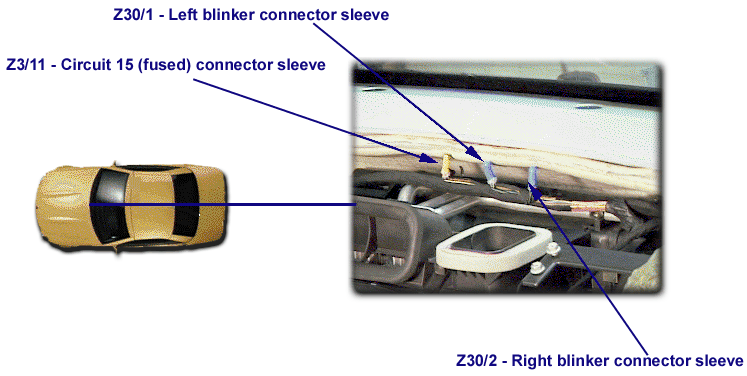 Z30/1 - Left blinker connector sleeve
Z3/11 - Circuit 15 (fused) connector sleeve
Z30/2 - Right blinker connector sleeve